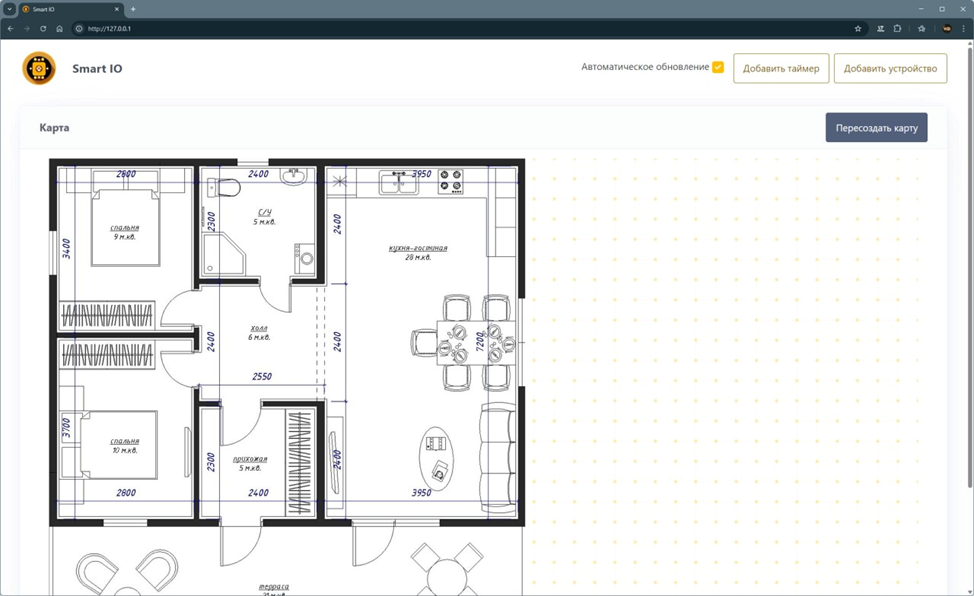 Smart IO
http://127.0.0.1
Smart IO
Автоматическое обновление
Добавить таймер
Добавить устройство
Карта
Пересоздать карту
2800
2400
3950
спальня
9 м.кв.
3400
С/У
5 м.кв.
2300
2400
кухня-гостиная
28 м.кв.
холл
6 м.кв.
2400
2400
7200
2550
спальня
10 м.кв.
3700
прихожая
5 м.кв.
2300
2400
2800
2400
3950
терраса